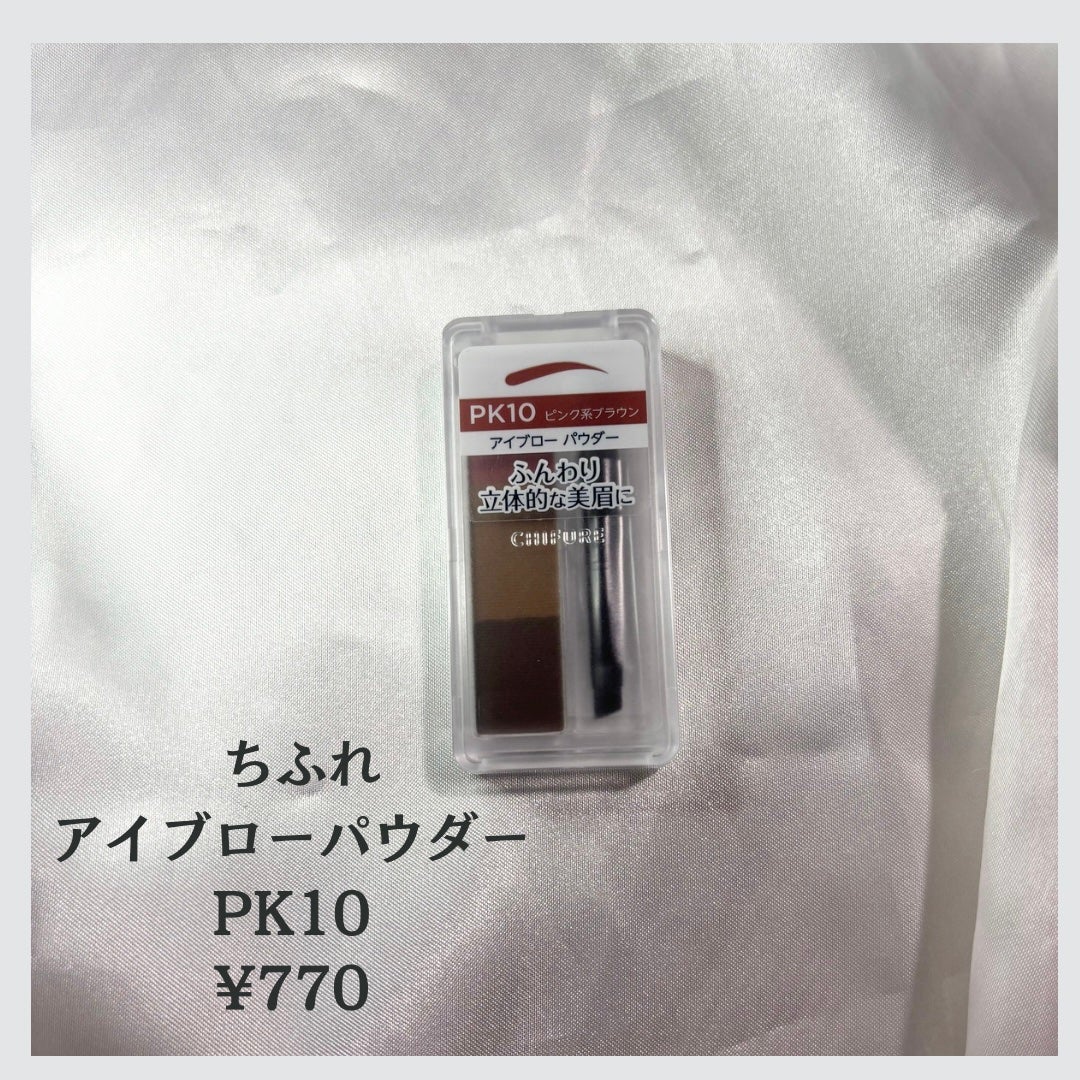 PK10 ピンク系ブラウン
アイブロー パウダー
ふんわり
立体的な美眉に
CHIFURE
ちふれ
アイブローパウダー
PK10
¥770